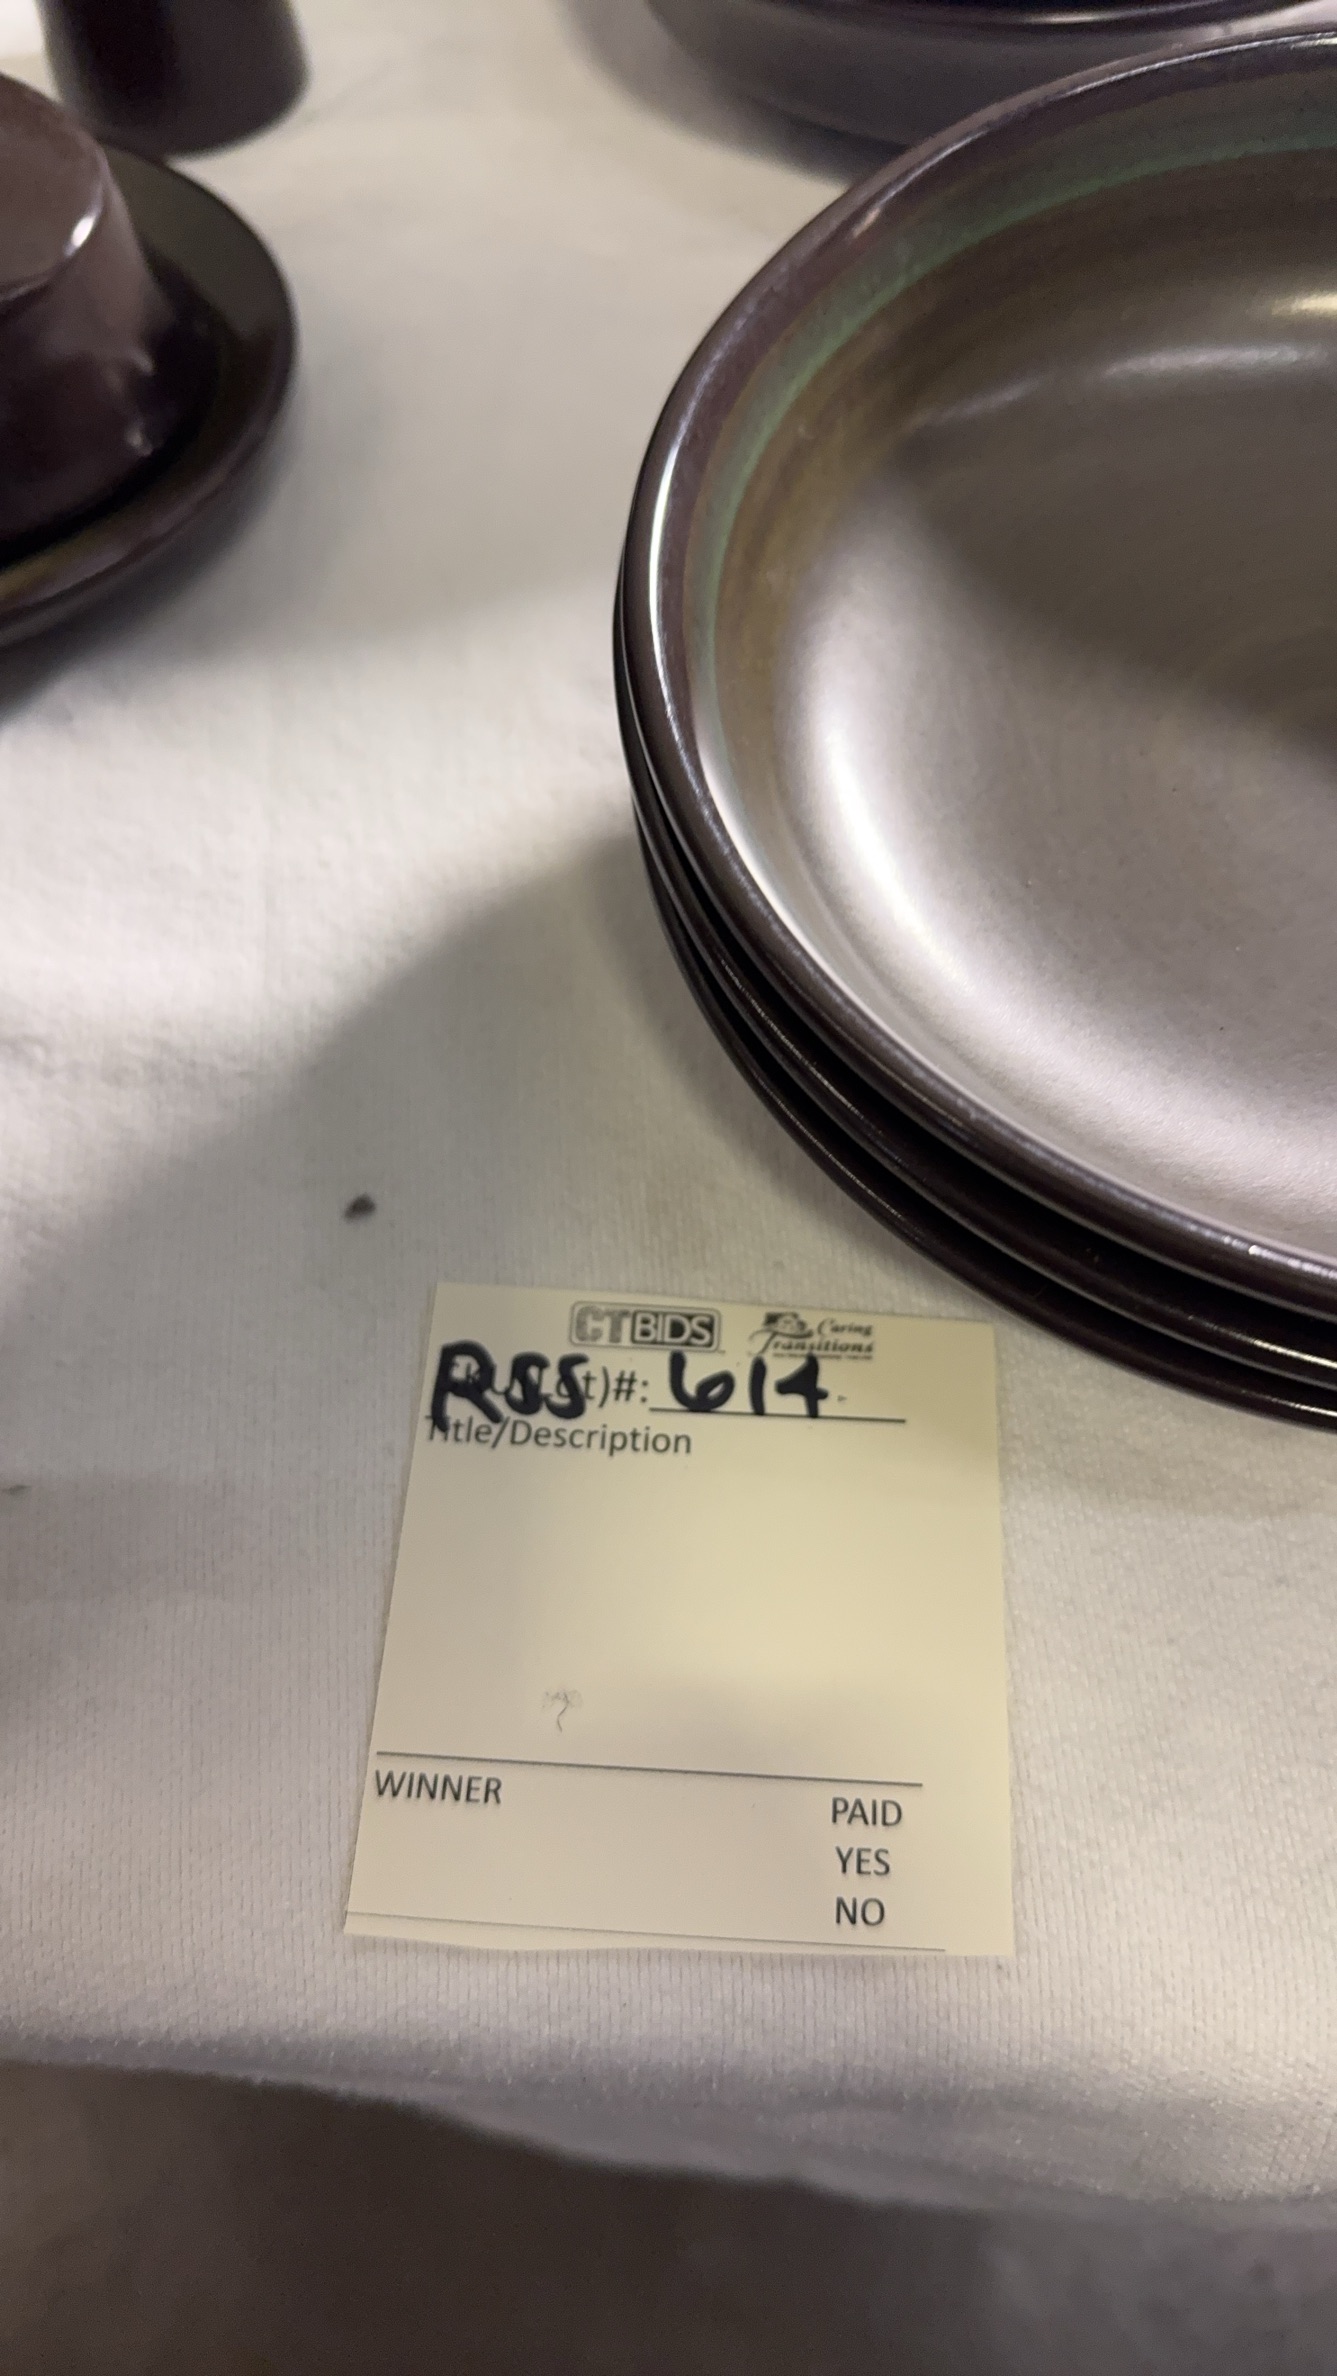 CTBIDS Caring Transitions
RSS t)#: 614
Title/Description
WINNER
PAID
YES
NO